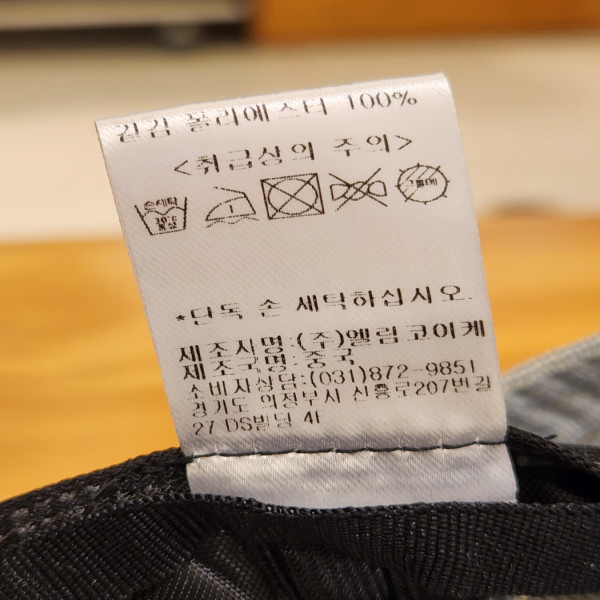 겉감 폴리에스터 100%
<취급상의 주의>
손세탁
30℃
중성
*단독 손 세탁하십시오.
제조자명:(주)엘림코이케
제조국명:중국
소비자상담:(031)872-9851
경기도 의정부시 신흥로207번길
27 DS빌딩 4F